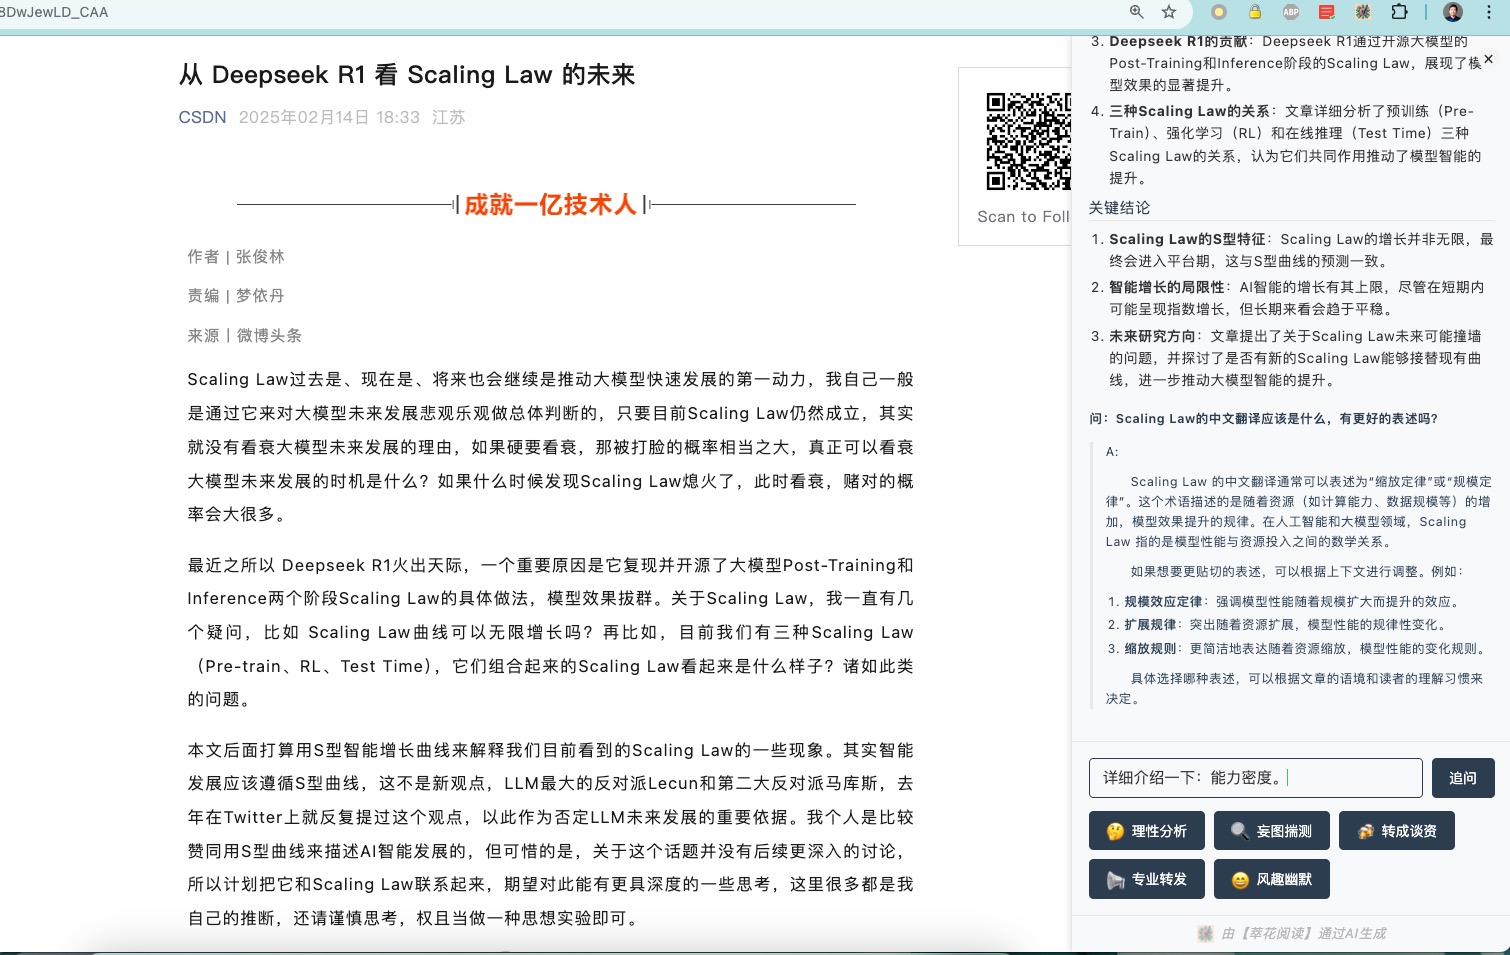 8DwJewLD_CAA
ABP
从 Deepseek R1 看 Scaling Law 的未来
CSDN 2025年02月14日 18:33 江苏
成就一亿技术人
作者 | 张俊林
责编 | 梦依丹
来源 | 微博头条
Scaling Law过去是、现在是、将来也会继续是推动大模型快速发展的第一动力，我自己一般
是通过它来对大模型未来发展悲观乐观做总体判断的，只要目前Scaling Law仍然成立，其实
就没有看衰大模型未来发展的理由，如果硬要看衰，那被打脸的概率相当之大，真正可以看衰
大模型未来发展的时机是什么？如果什么时候发现Scaling Law熄火了，此时看衰，赌对的概
率会大很多。
最近之所以 Deepseek R1火出天际，一个重要原因是它复现并开源了大模型Post-Training和
Inference两个阶段Scaling Law的具体做法，模型效果拔群。关于Scaling Law，我一直有几
个疑问，比如 Scaling Law曲线可以无限增长吗？再比如，目前我们有三种Scaling Law
（Pre-train、RL、Test Time），它们组合起来的Scaling Law看起来是什么样子？诸如此类
的问题。
本文后面打算用S型智能增长曲线来解释我们目前看到的Scaling Law的一些现象。其实智能
发展应该遵循S型曲线，这不是新观点，LLM最大的反对派Lecun和第二大反对派马库斯，去
年在Twitter上就反复提过这个观点，以此作为否定LLM未来发展的重要依据。我个人是比较
赞同用S型曲线来描述AI智能发展的，但可惜的是，关于这个话题并没有后续更深入的讨论，
所以计划把它和Scaling Law联系起来，期望对此能有更具深度的一些思考，这里很多都是我
自己的推断，还请谨慎思考，权且当做一种思想实验即可。
Scan to Foll
3. Deepseek R1的贡献：Deepseek R1通过开源大模型的
Post-Training和Inference阶段的Scaling Law，展现了模
型效果的显著提升。
4. 三种Scaling Law的关系：文章详细分析了预训练（Pre-
Train）、强化学习（RL）和在线推理（Test Time）三种
Scaling Law的关系，认为它们共同作用推动了模型智能的
提升。
关键结论
1. Scaling Law的S型特征：Scaling Law的增长并非无限，最
终会进入平台期，这与S型曲线的预测一致。
2. 智能增长的局限性：AI智能的增长有其上限，尽管在短期内
可能呈现指数增长，但长期来看会趋于平稳。
3. 未来研究方向：文章提出了关于Scaling Law未来可能撞墙
的问题，并探讨了是否有新的Scaling Law能够接替现有曲
线，进一步推动大模型智能的提升。
问：Scaling Law的中文翻译应该是什么，有更好的表述吗?
A:
Scaling Law 的中文翻译通常可以表述为“缩放定律”或“规模定
律”。这个术语描述的是随着资源（如计算能力、数据规模等）的增
加，模型效果提升的规律。在人工智能和大模型领域，Scaling
Law 指的是模型性能与资源投入之间的数学关系。
如果想要更贴切的表述，可以根据上下文进行调整。例如：
1. 规模效应定律：强调模型性能随着规模扩大而提升的效应。
2. 扩展规律：突出随着资源扩展，模型性能的规律性变化。
3. 缩放规则：更简洁地表达随着资源缩放，模型性能的变化规则。
具体选择哪种表述，可以根据文章的语境和读者的理解习惯来
决定。
详细介绍一下：能力密度。 追问
🤔 理性分析 🔍 妄图揣测 🍻 转成谈资
📢 专业转发 😄 风趣幽默
由【萃花阅读】通过AI生成